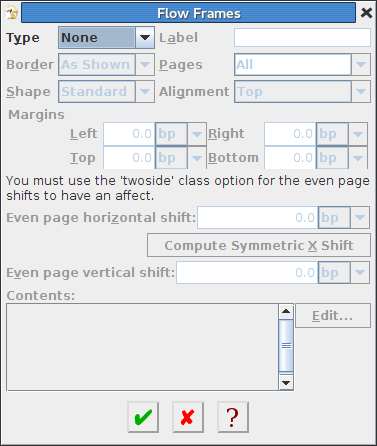 Flow Frames
Type None Label
Border As Shown Pages All
Shape Standard Alignment Top
Margins
Left 0.0 bp Right 0.0 bp
Top 0.0 bp Bottom 0.0 bp
You must use the 'twoside' class option for the even page
shifts to have an affect.
Even page horizontal shift: 0.0 bp
Compute Symmetric X Shift
Even page vertical shift: 0.0 bp
Contents:
Edit...
?